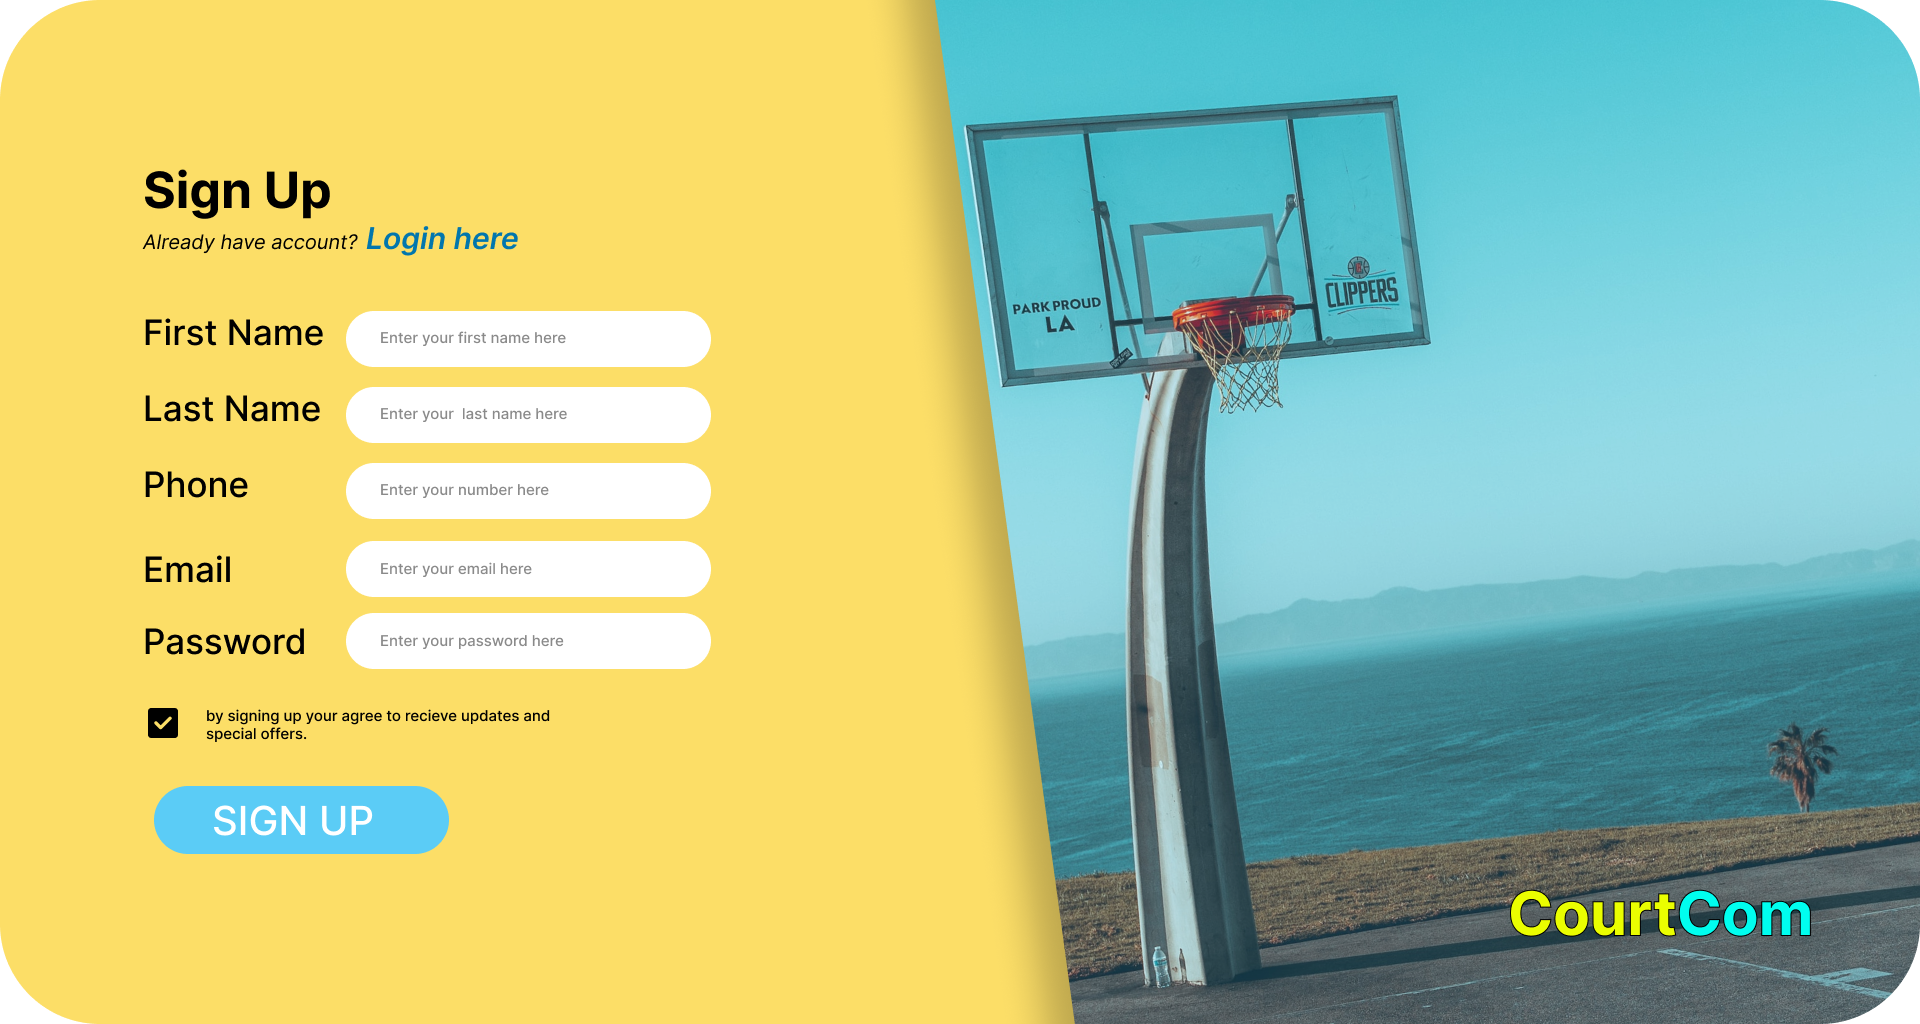 Sign Up
Already have account? Login here
First Name
Enter your first name here
Last Name
Enter your  last name here
Phone
Enter your number here
Email
Enter your email here
Password
Enter your password here
by signing up your agree to recieve updates and
special offers.
SIGN UP
PARK PROUD
LA
CLIPPERS
CourtCom